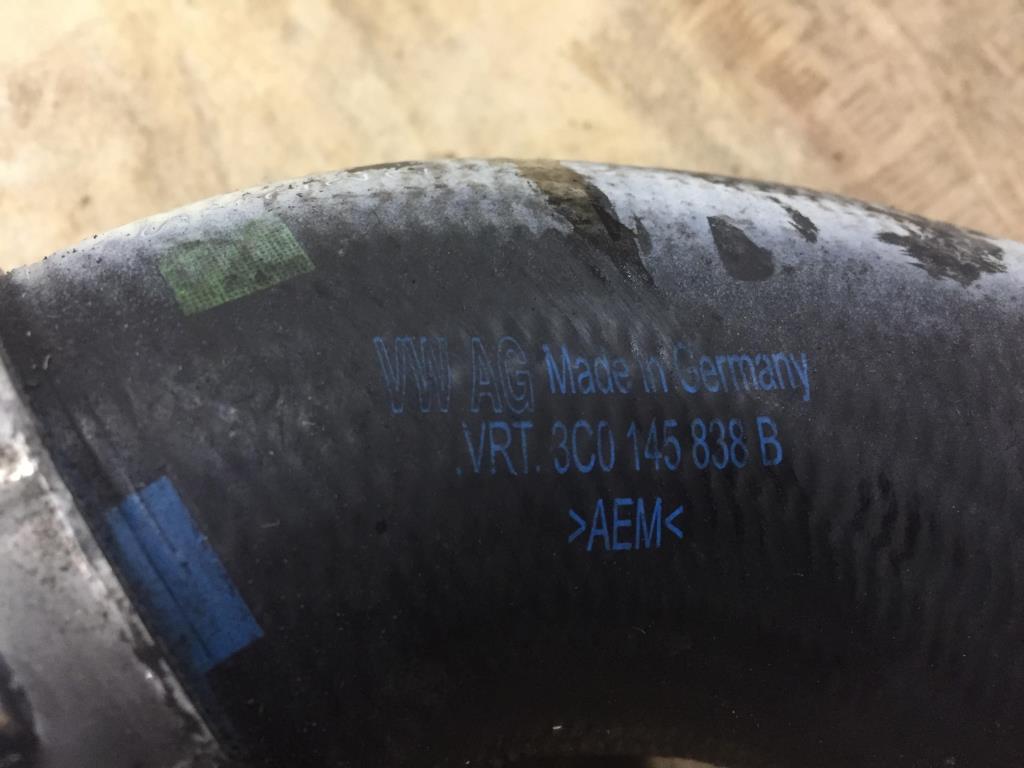 VW AG Made in Germany
.VRT. 3C0 145 838 B
>AEM<